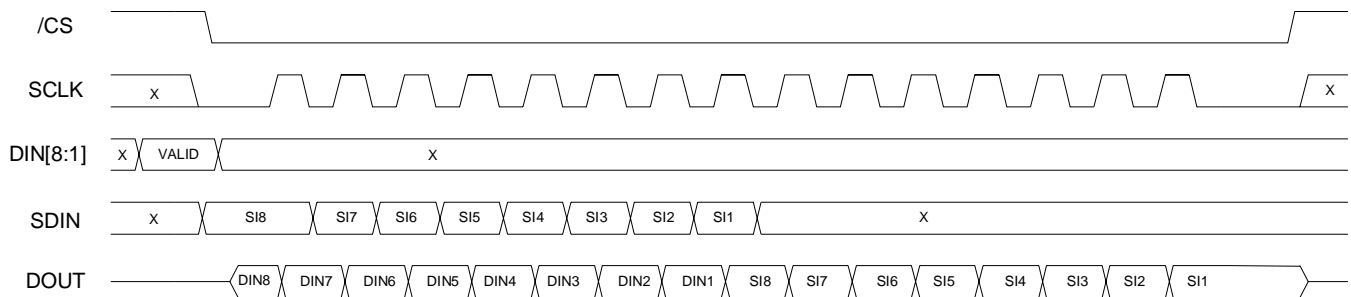 /CS
SCLK X X
DIN[8:1] X VALID X
SDIN X SI8 SI7 SI6 SI5 SI4 SI3 SI2 SI1 X
DOUT DIN8 DIN7 DIN6 DIN5 DIN4 DIN3 DIN2 DIN1 SI8 SI7 SI6 SI5 SI4 SI3 SI2 SI1